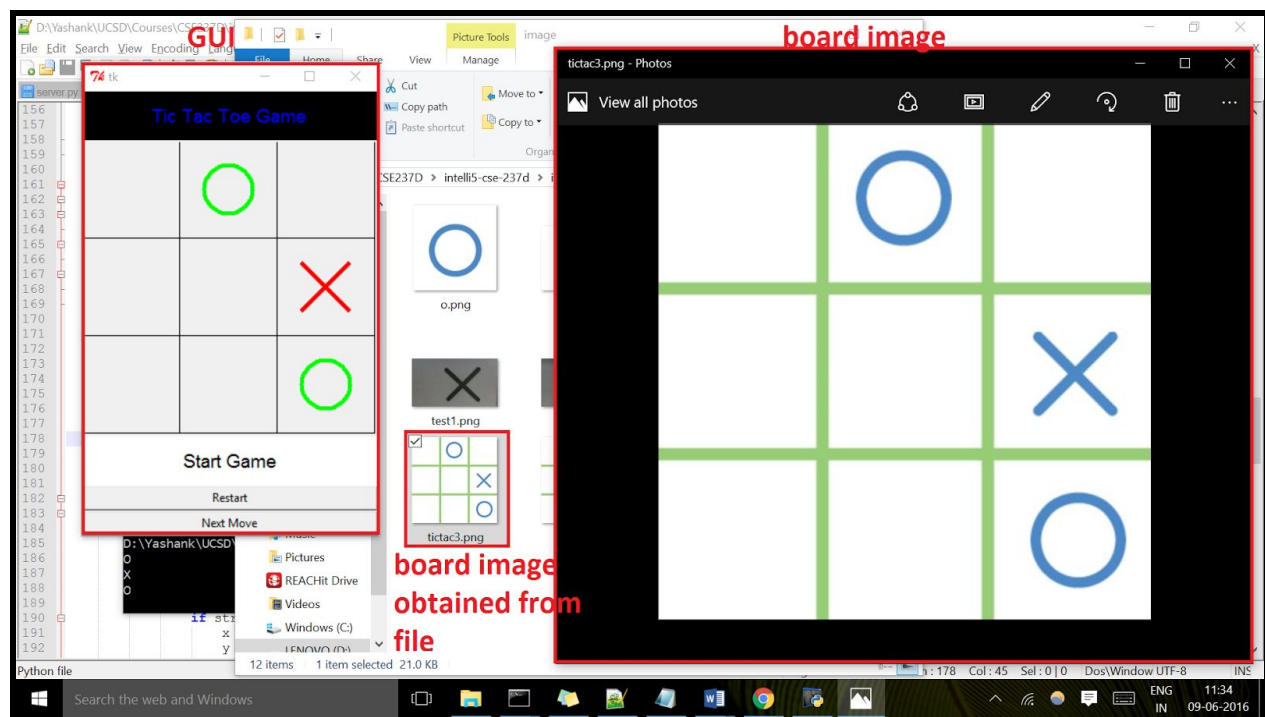 D:\Yashank\UCSD\Courses\CSE237D\
File Edit Search View Encoding Lang
server.py
156
157
158
159
160
161
162
163
164
165
166
167
168
169
170
171
172
173
174
175
176
177
178
179
180
181
182
183
184
185
186
187
188
189
190 if str
191 x
192 y
Python file
GUI
tk
Tic Tac Toe Game
Start Game
Restart
Next Move
D:\Yashank\UCSD\
O
X
O
Picture Tools image
File Home Share View Manage
Cut
Copy path
Paste shortcut
Move to
Copy to
Organ
CSE237D > intelli5-cse-237d > i
o.png
test1.png
tictac3.png
Music
Pictures
REACHit Drive
Videos
Windows (C:)
LENOVO (D:)
12 items 1 item selected 21.0 KB
board image
obtained from
file
board image
tictac3.png - Photos
View all photos
: 178 Col : 45 Sel : 0 | 0 Dos\Window UTF-8 INS
Search the web and Windows
ENG
IN
11:34
09-06-2016